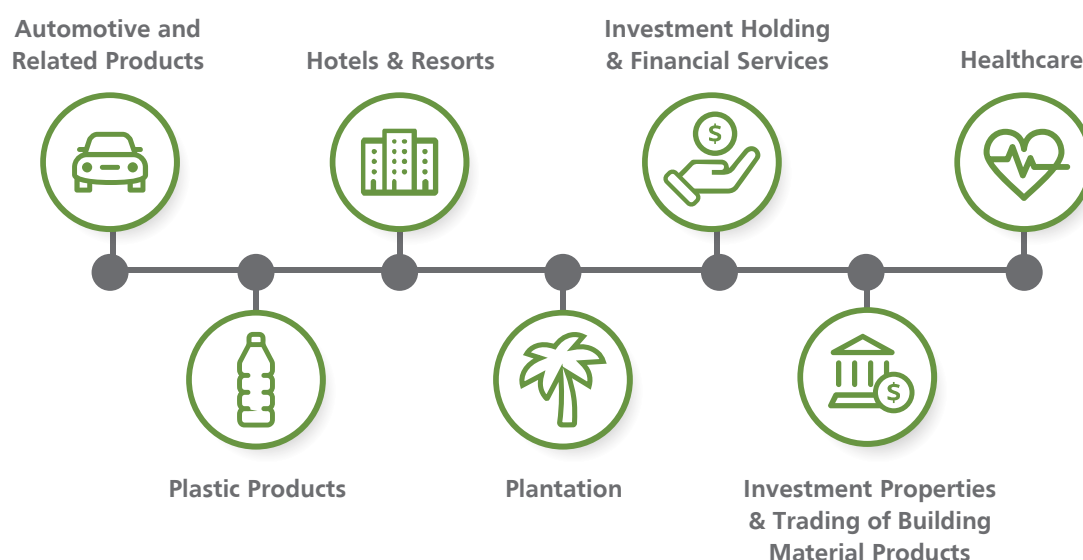 Automotive and
Related Products
Hotels & Resorts
Investment Holding
& Financial Services
Healthcare
$
$
Plastic Products
Plantation
Investment Properties
& Trading of Building
Material Products